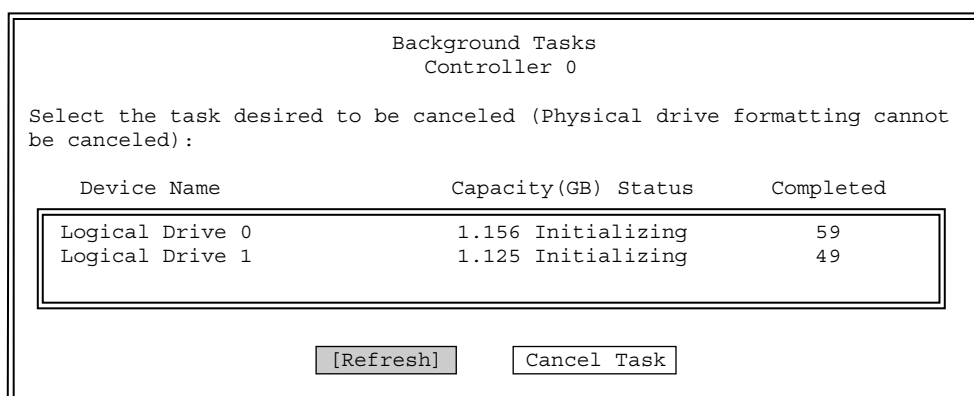 Background Tasks
Controller 0
Select the task desired to be canceled (Physical drive formatting cannot
be canceled):
Device Name Capacity(GB) Status Completed
Logical Drive 0 1.156 Initializing 59
Logical Drive 1 1.125 Initializing 49
[Refresh] Cancel Task